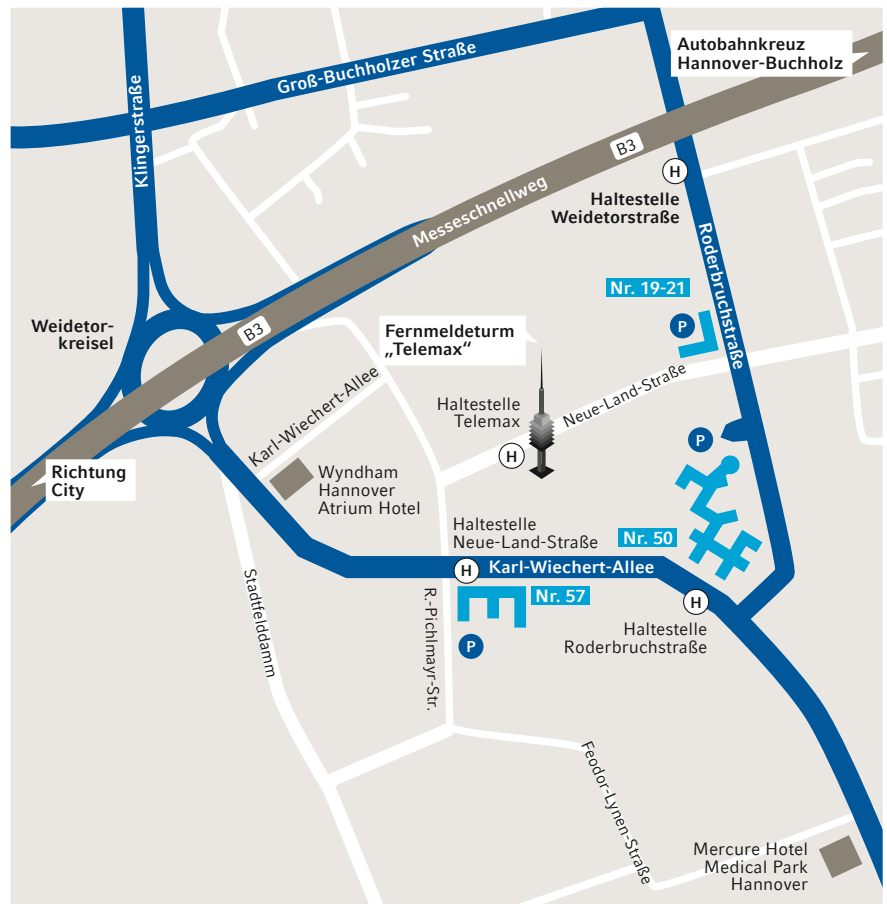 Autobahnkreuz
Hannover-Buchholz
Groß-Buchholzer Straße
Klingerstraße
B3
H
Haltestelle
Weidetorstraße
Messeschnellweg
Roderbruchstraße
Nr. 19-21
P
Weidetor-
kreisel
B3
Fernmeldeturm
„Telemax“
Karl-Wiechert-Allee
Haltestelle
Telemax
H
Neue-Land-Straße
P
Richtung
City
Wyndham
Hannover
Atrium Hotel
Haltestelle
Neue-Land-Straße
Nr. 50
H
Karl-Wiechert-Allee
Nr. 57
H
Haltestelle
Roderbruchstraße
P
Stadtfelddamm
R.-Pichlmayr-Str.
Feodor-Lynen-Straße
Mercure Hotel
Medical Park
Hannover